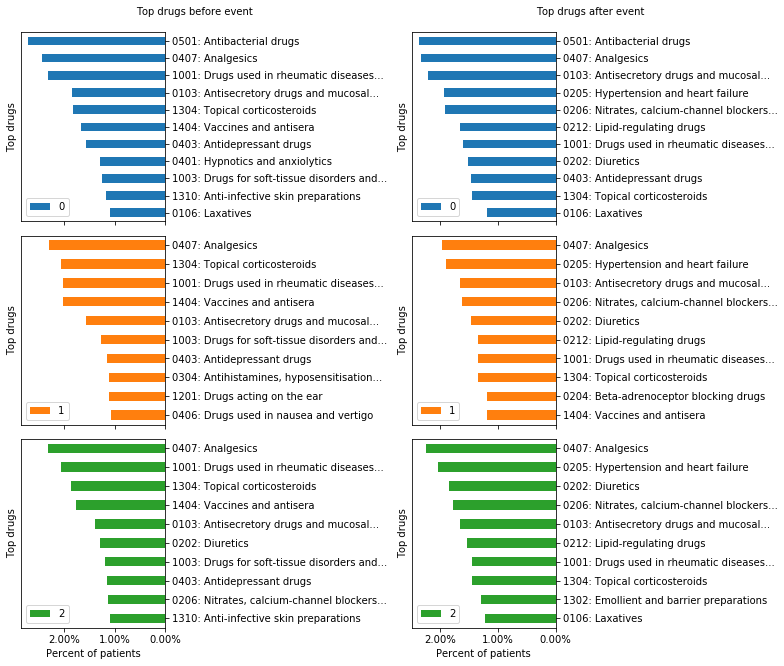 Top drugs before event
0501: Antibacterial drugs
0407: Analgesics
1001: Drugs used in rheumatic diseases...
0103: Antisecretory drugs and mucosal...
1304: Topical corticosteroids
1404: Vaccines and antisera
0403: Antidepressant drugs
0401: Hypnotics and anxiolytics
1003: Drugs for soft-tissue disorders and...
1310: Anti-infective skin preparations
0106: Laxatives
Top drugs
0
0407: Analgesics
1304: Topical corticosteroids
1001: Drugs used in rheumatic diseases...
1404: Vaccines and antisera
0103: Antisecretory drugs and mucosal...
1003: Drugs for soft-tissue disorders and...
0403: Antidepressant drugs
0304: Antihistamines, hyposensitisation...
1201: Drugs acting on the ear
0406: Drugs used in nausea and vertigo
Top drugs
1
0407: Analgesics
1001: Drugs used in rheumatic diseases...
1304: Topical corticosteroids
1404: Vaccines and antisera
0103: Antisecretory drugs and mucosal...
0202: Diuretics
1003: Drugs for soft-tissue disorders and...
0403: Antidepressant drugs
0206: Nitrates, calcium-channel blockers...
1310: Anti-infective skin preparations
Top drugs
2
2.00% 1.00% 0.00%
Percent of patients
Top drugs after event
0501: Antibacterial drugs
0407: Analgesics
0103: Antisecretory drugs and mucosal...
0205: Hypertension and heart failure
0206: Nitrates, calcium-channel blockers...
0212: Lipid-regulating drugs
1001: Drugs used in rheumatic diseases...
0202: Diuretics
0403: Antidepressant drugs
1304: Topical corticosteroids
0106: Laxatives
Top drugs
0
0407: Analgesics
0205: Hypertension and heart failure
0103: Antisecretory drugs and mucosal...
0206: Nitrates, calcium-channel blockers...
0202: Diuretics
0212: Lipid-regulating drugs
1001: Drugs used in rheumatic diseases...
1304: Topical corticosteroids
0204: Beta-adrenoceptor blocking drugs
1404: Vaccines and antisera
Top drugs
1
0407: Analgesics
0205: Hypertension and heart failure
0202: Diuretics
0206: Nitrates, calcium-channel blockers...
0103: Antisecretory drugs and mucosal...
0212: Lipid-regulating drugs
1001: Drugs used in rheumatic diseases...
1304: Topical corticosteroids
1302: Emollient and barrier preparations
0106: Laxatives
Top drugs
2
2.00% 1.00% 0.00%
Percent of patients